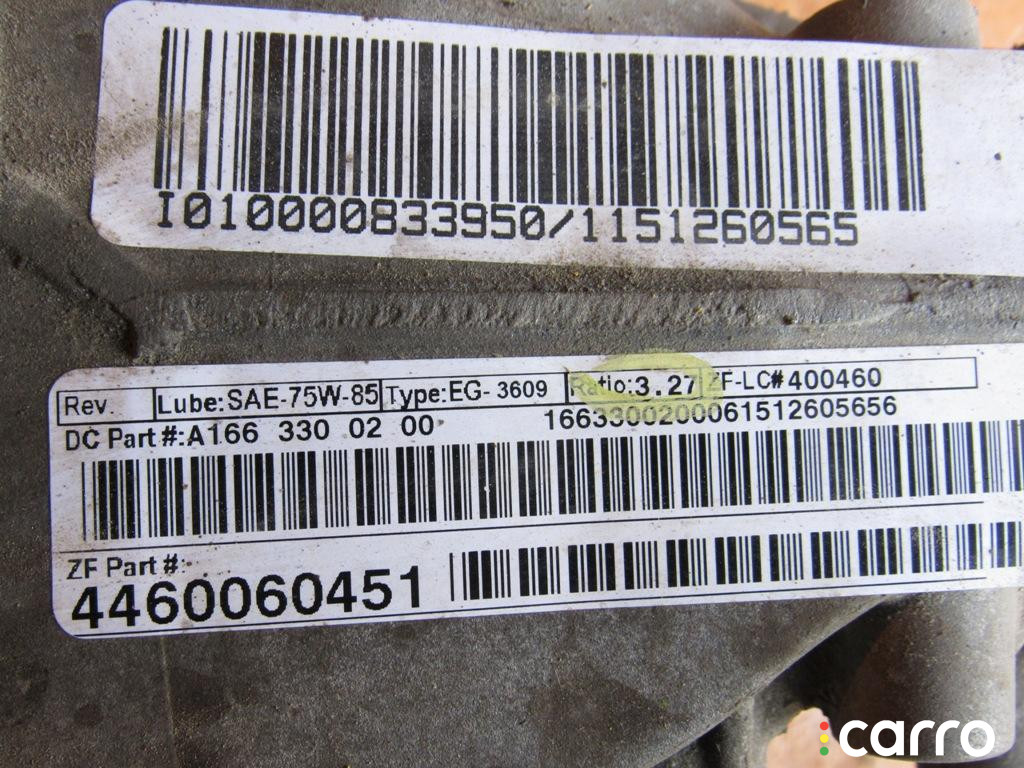 I010000833950/1151260565
Rev. Lube:SAE-75W-85 Type:EG- 3609 Ratio:3.27 ZF-LC#400460
DC Part#:A166 330 02 00 1663300200061512605656
ZF Part #:
4460060451
carro